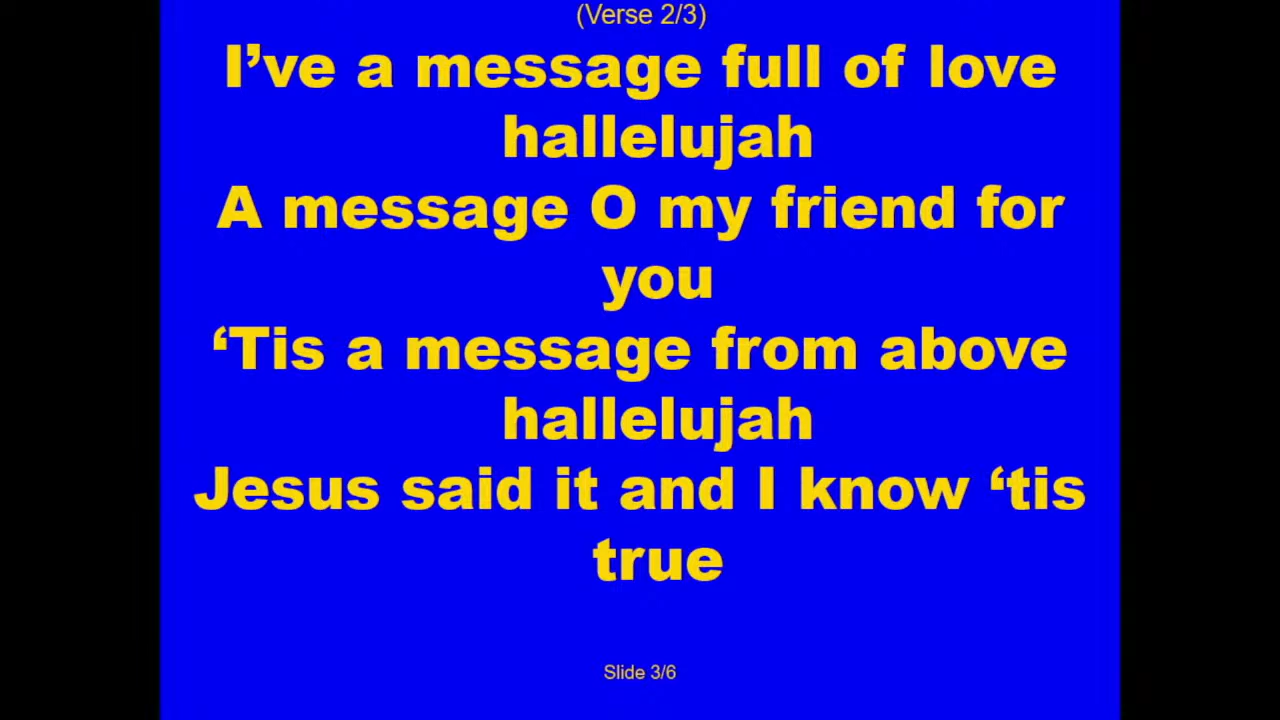 (Verse 2/3)
I’ve a message full of love
hallelujah
A message O my friend for
you
‘Tis a message from above
hallelujah
Jesus said it and I know ‘tis
true
Slide 3/6